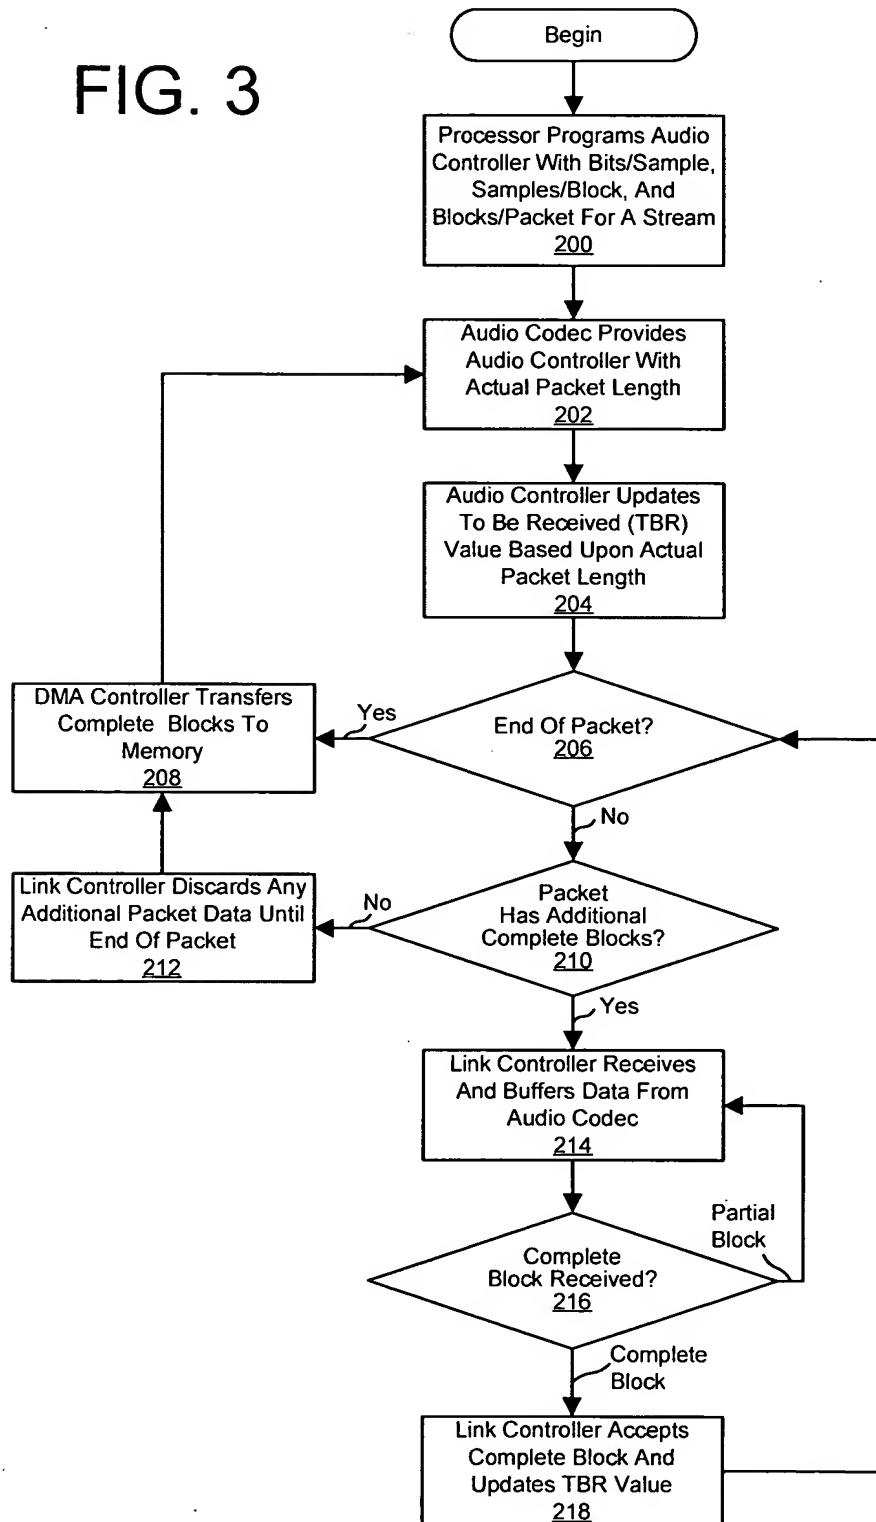 Begin
FIG. 3
Processor Programs Audio
Controller With Bits/Sample,
Samples/Block, And
Blocks/Packet For A Stream
200
Audio Codec Provides
Audio Controller With
Actual Packet Length
202
Audio Controller Updates
To Be Received (TBR)
Value Based Upon Actual
Packet Length
204
DMA Controller Transfers
Complete Blocks To
Memory
208
Yes
End Of Packet?
206
No
Link Controller Discards Any
Additional Packet Data Until
End Of Packet
212
No
Packet
Has Additional
Complete Blocks?
210
Yes
Link Controller Receives
And Buffers Data From
Audio Codec
214
Partial
Block
Complete
Block Received?
216
Complete
Block
Link Controller Accepts
Complete Block And
Updates TBR Value
218